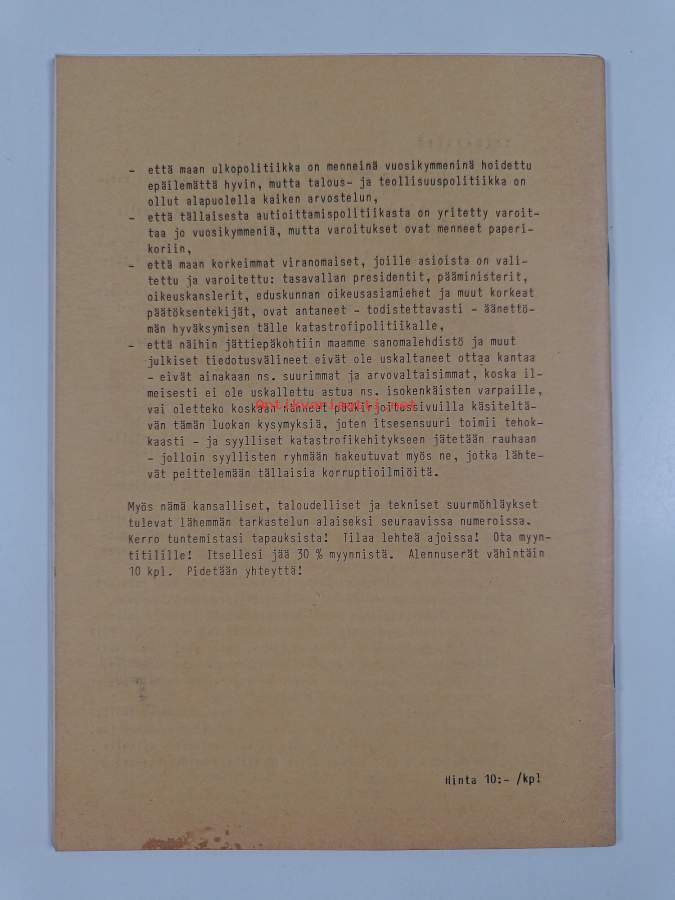 - että maan ulkopolitiikka on menneinä vuosikymmeninä hoidettu
epäilemättä hyvin, mutta talous- ja teollisuuspolitiikka on
ollut alapuolella kaiken arvostelun,
- että tällaisesta autioittamispolitiikasta on yritetty varoit-
taa jo vuosikymmeniä, mutta varoitukset ovat menneet paperi-
koriin,
- että maan korkeimmat viranomaiset, joille asioista on vali-
tettu ja varoitettu: tasavallan presidentit, pääministerit,
oikeuskanslerit, eduskunnan oikeusasiamiehet ja muut korkeat
päätöksentekijät, ovat antaneet - todistettavasti - äänettö-
män hyväksymisen tälle katastrofipolitiikalle,
- että näihin jättiepäkohtiin maamme sanomalehdistö ja muut
julkiset tiedotusvälineet eivät ole uskaltaneet ottaa kantaa
- eivät ainakaan ns. suurimmat ja arvovaltaisimmat, koska il-
meisesti ei ole uskallettu astua ns. isokenkäisten varpaille,
vai oletteko koskaan nähneet pääkirjoitussivuilla käsiteltä-
Antikvariaatti.net
vän tämän luokan kysymyksiä, joten itsesensuuri toimii tehok-
kaasti - ja syylliset katastrofikehitykseen jätetään rauhaan
- jolloin syyllisten ryhmään hakeutuvat myös ne, jotka lähte-
vät peittelemään tällaisia korruptioilmiöitä.
Myös nämä kansalliset, taloudelliset ja tekniset suurmöhläykset
tulevat lähemmän tarkastelun alaiseksi seuraavissa numeroissa.
Kerro tuntemistasi tapauksista! Tilaa lehteä ajoissa! Ota myyn-
titilille! Itsellesi jää 30 % myynnistä. Alennuserät vähintäin
10 kpl. Pidetään yhteyttä!
Hinta 10:- /kpl